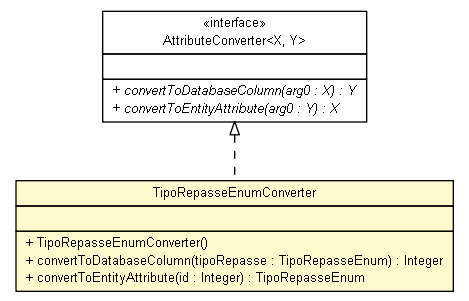 «interface»
AttributeConverter<X, Y>
+ convertToDatabaseColumn(arg0 : X) : Y
+ convertToEntityAttribute(arg0 : Y) : X
TipoRepasseEnumConverter
+ TipoRepasseEnumConverter()
+ convertToDatabaseColumn(tipoRepasse : TipoRepasseEnum) : Integer
+ convertToEntityAttribute(id : Integer) : TipoRepasseEnum